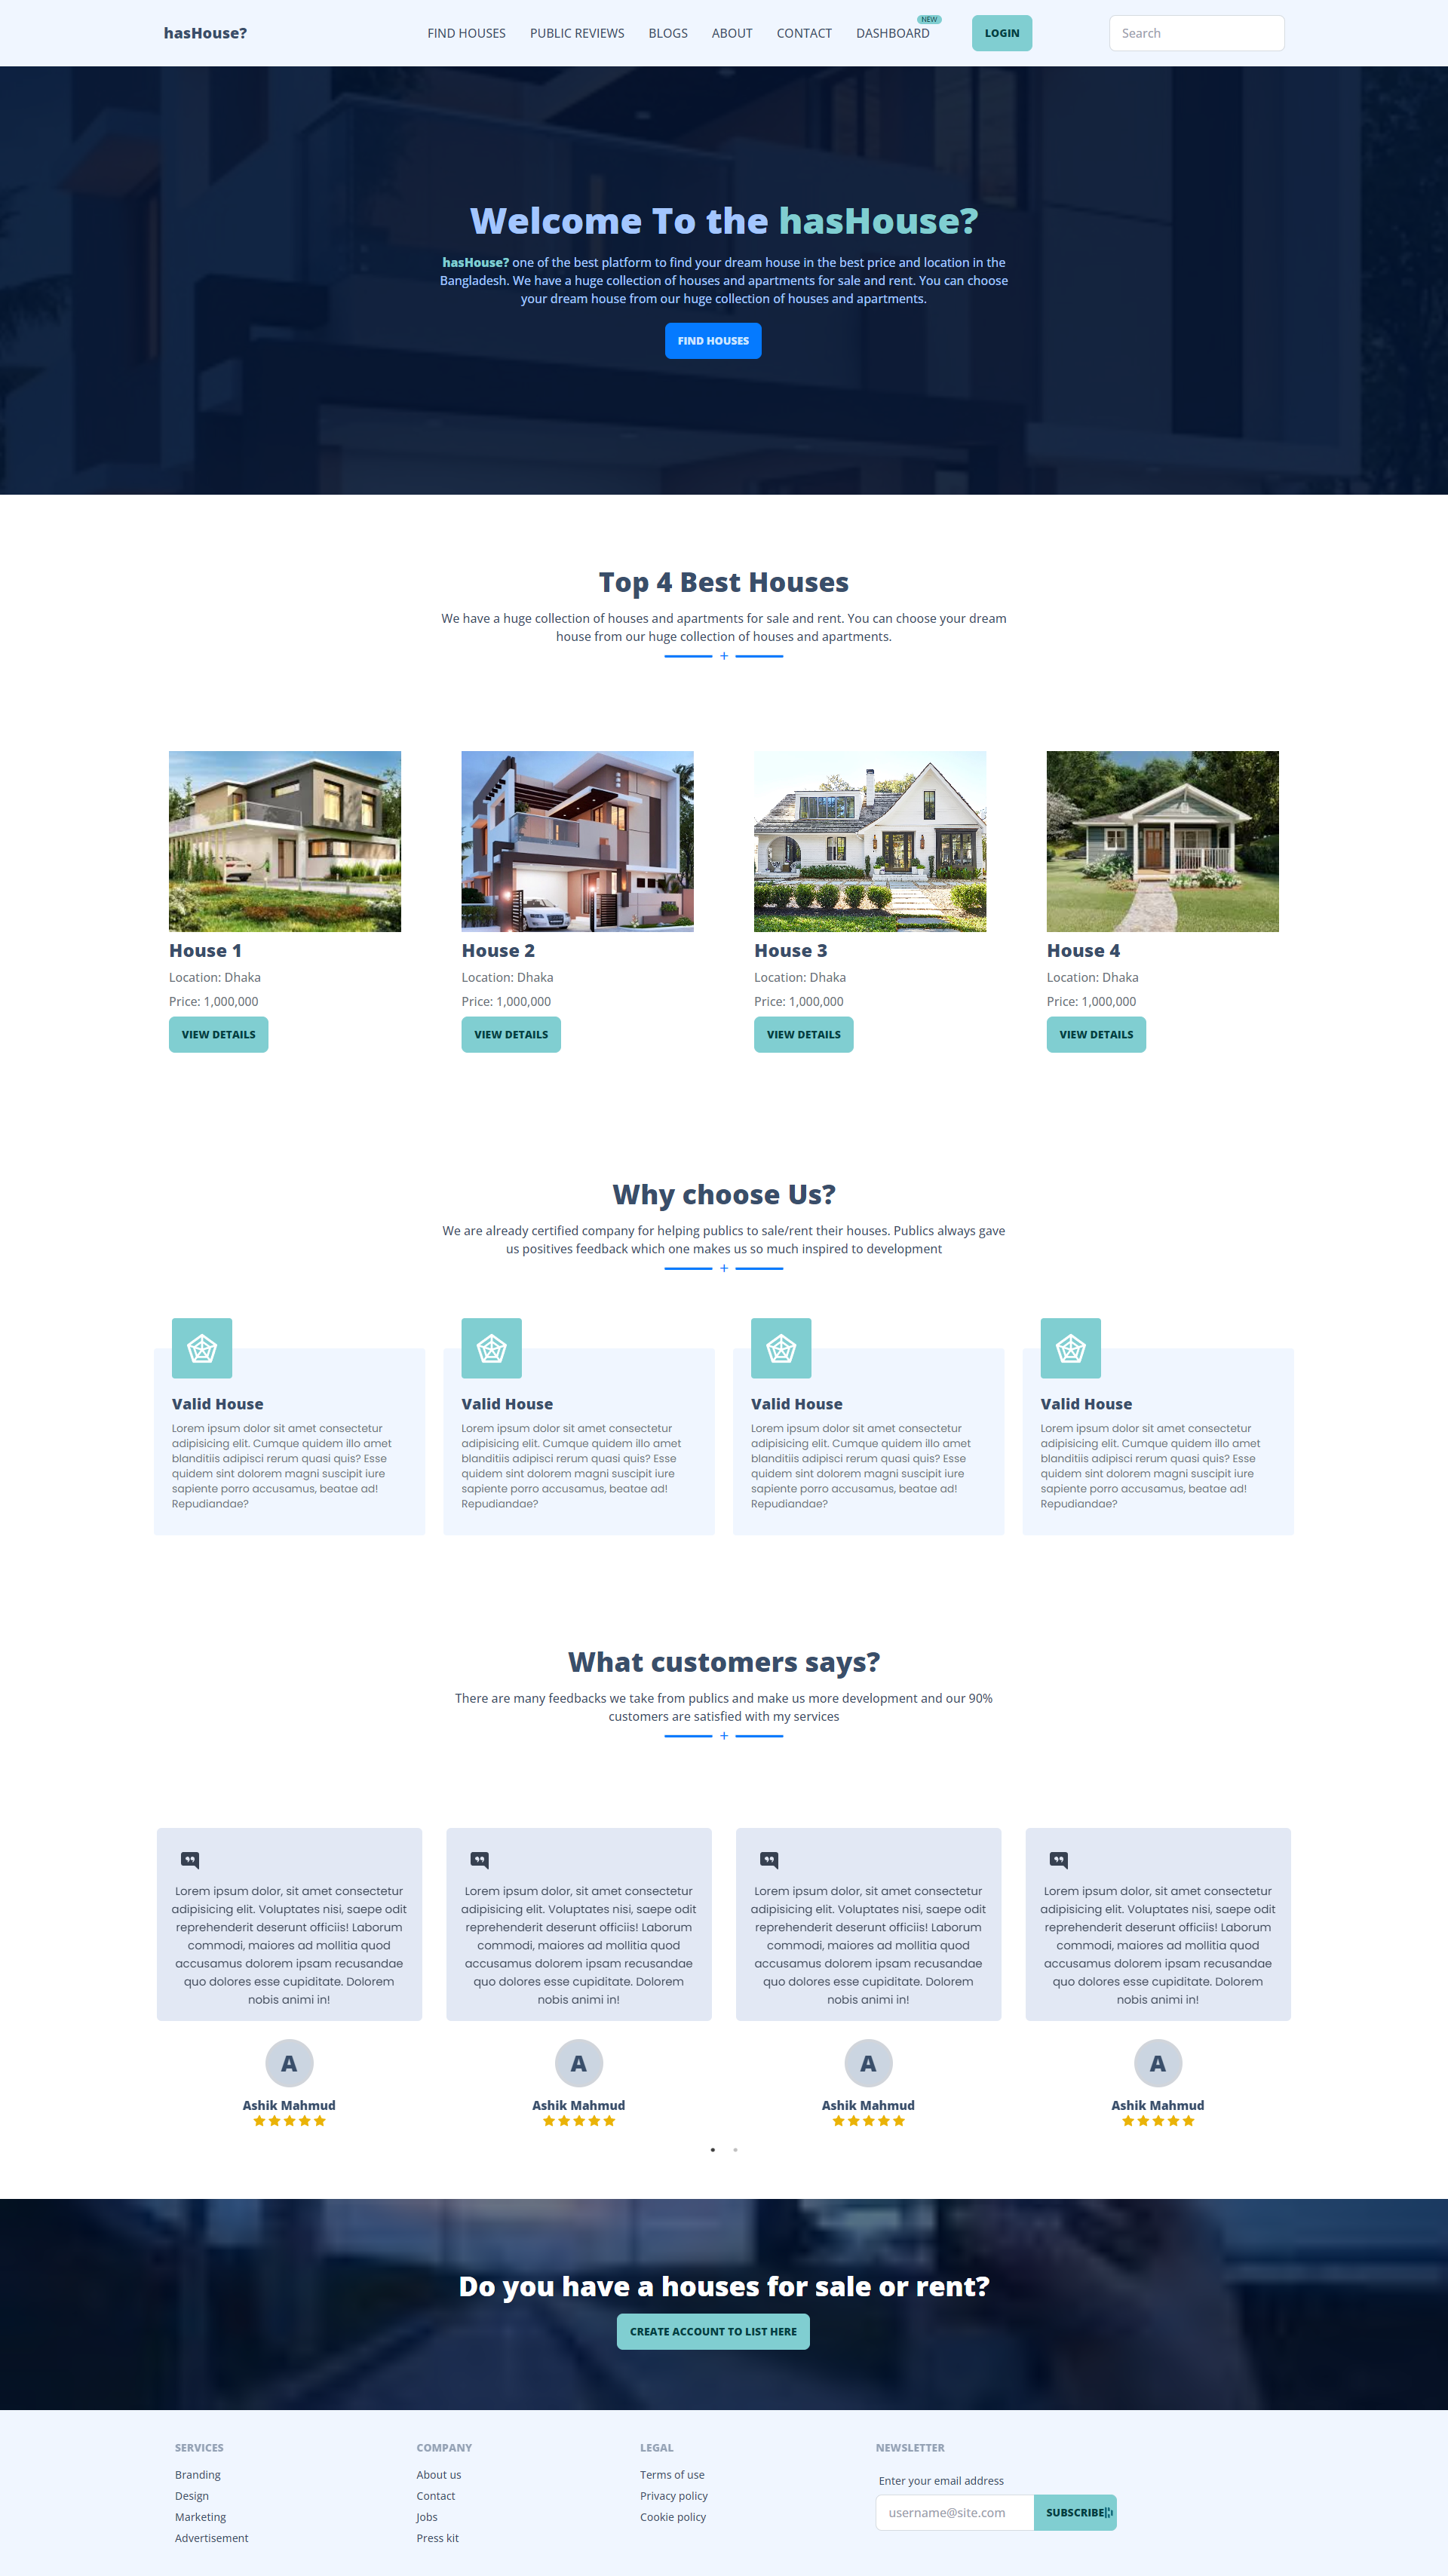 hasHouse?
FIND HOUSES
PUBLIC REVIEWS
BLOGS
ABOUT
CONTACT
DASHBOARD
NEW
LOGIN
Search
Welcome To the hasHouse?
hasHouse? one of the best platform to find your dream house in the best price and location in the
Bangladesh. We have a huge collection of houses and apartments for sale and rent. You can choose
your dream house from our huge collection of houses and apartments.
FIND HOUSES
Top 4 Best Houses
We have a huge collection of houses and apartments for sale and rent. You can choose your dream
house from our huge collection of houses and apartments.
House 1
Location: Dhaka
Price: 1,000,000
VIEW DETAILS
House 2
Location: Dhaka
Price: 1,000,000
VIEW DETAILS
House 3
Location: Dhaka
Price: 1,000,000
VIEW DETAILS
House 4
Location: Dhaka
Price: 1,000,000
VIEW DETAILS
Why choose Us?
We are already certified company for helping publics to sale/rent their houses. Publics always gave
us positives feedback which one makes us so much inspired to development
Valid House
Lorem ipsum dolor sit amet consectetur
adipisicing elit. Cumque quidem illo amet
blanditiis adipisci rerum quasi quis? Esse
quidem sint dolorem magni suscipit iure
sapiente porro accusamus, beatae ad!
Repudiandae?
Valid House
Lorem ipsum dolor sit amet consectetur
adipisicing elit. Cumque quidem illo amet
blanditiis adipisci rerum quasi quis? Esse
quidem sint dolorem magni suscipit iure
sapiente porro accusamus, beatae ad!
Repudiandae?
Valid House
Lorem ipsum dolor sit amet consectetur
adipisicing elit. Cumque quidem illo amet
blanditiis adipisci rerum quasi quis? Esse
quidem sint dolorem magni suscipit iure
sapiente porro accusamus, beatae ad!
Repudiandae?
Valid House
Lorem ipsum dolor sit amet consectetur
adipisicing elit. Cumque quidem illo amet
blanditiis adipisci rerum quasi quis? Esse
quidem sint dolorem magni suscipit iure
sapiente porro accusamus, beatae ad!
Repudiandae?
What customers says?
There are many feedbacks we take from publics and make us more development and our 90%
customers are satisfied with my services
Lorem ipsum dolor, sit amet consectetur
adipisicing elit. Voluptates nisi, saepe odit
reprehenderit deserunt officiis! Laborum
commodi, maiores ad mollitia quod
accusamus dolorem ipsam recusandae
quo dolores esse cupiditate. Dolorem
nobis animi in!
A
Ashik Mahmud
Lorem ipsum dolor, sit amet consectetur
adipisicing elit. Voluptates nisi, saepe odit
reprehenderit deserunt officiis! Laborum
commodi, maiores ad mollitia quod
accusamus dolorem ipsam recusandae
quo dolores esse cupiditate. Dolorem
nobis animi in!
A
Ashik Mahmud
Lorem ipsum dolor, sit amet consectetur
adipisicing elit. Voluptates nisi, saepe odit
reprehenderit deserunt officiis! Laborum
commodi, maiores ad mollitia quod
accusamus dolorem ipsam recusandae
quo dolores esse cupiditate. Dolorem
nobis animi in!
A
Ashik Mahmud
Lorem ipsum dolor, sit amet consectetur
adipisicing elit. Voluptates nisi, saepe odit
reprehenderit deserunt officiis! Laborum
commodi, maiores ad mollitia quod
accusamus dolorem ipsam recusandae
quo dolores esse cupiditate. Dolorem
nobis animi in!
A
Ashik Mahmud
Do you have a houses for sale or rent?
CREATE ACCOUNT TO LIST HERE
SERVICES
Branding
Design
Marketing
Advertisement
COMPANY
About us
Contact
Jobs
Press kit
LEGAL
Terms of use
Privacy policy
Cookie policy
NEWSLETTER
Enter your email address
username@site.com
SUBSCRIBE